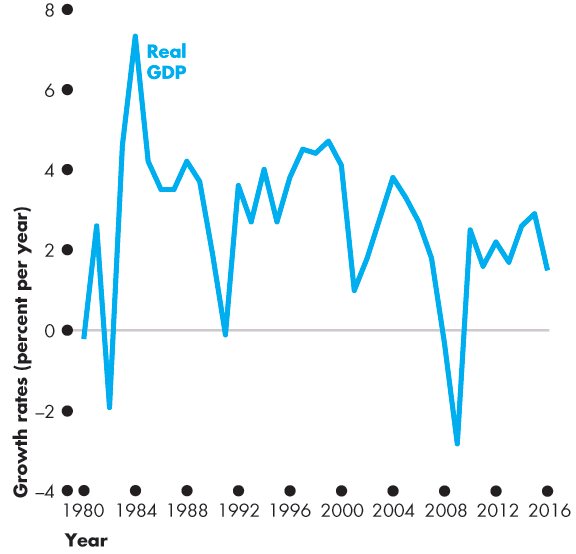 8
6
4
2
0
–2
–4
Growth rates (percent per year)
Real
GDP
1980 1984 1988 1992 1996 2000 2004 2008 2012 2016
Year